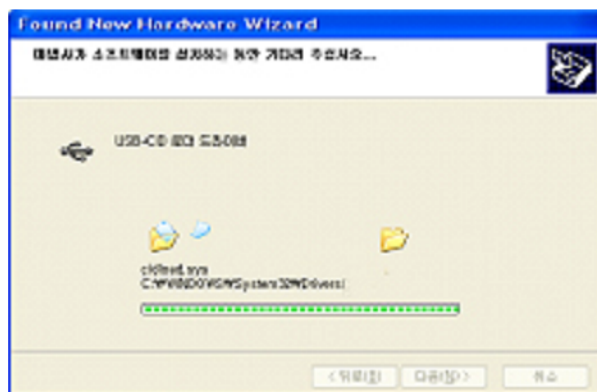 Found New Hardware Wizard
마법사가 소프트웨어를 설치하는 동안 기다려 주십시오...
USB-CD 드라이버
C:\WINDOWS\System32\Drivers\
< 뒤로(B)
다음(N) >
취소